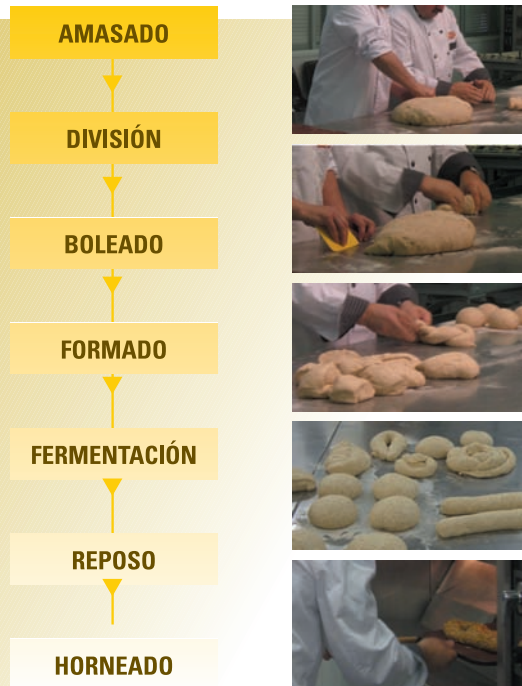 AMASADO
DIVISIÓN
BOLEADO
FORMADO
FERMENTACIÓN
REPOSO
HORNEADO